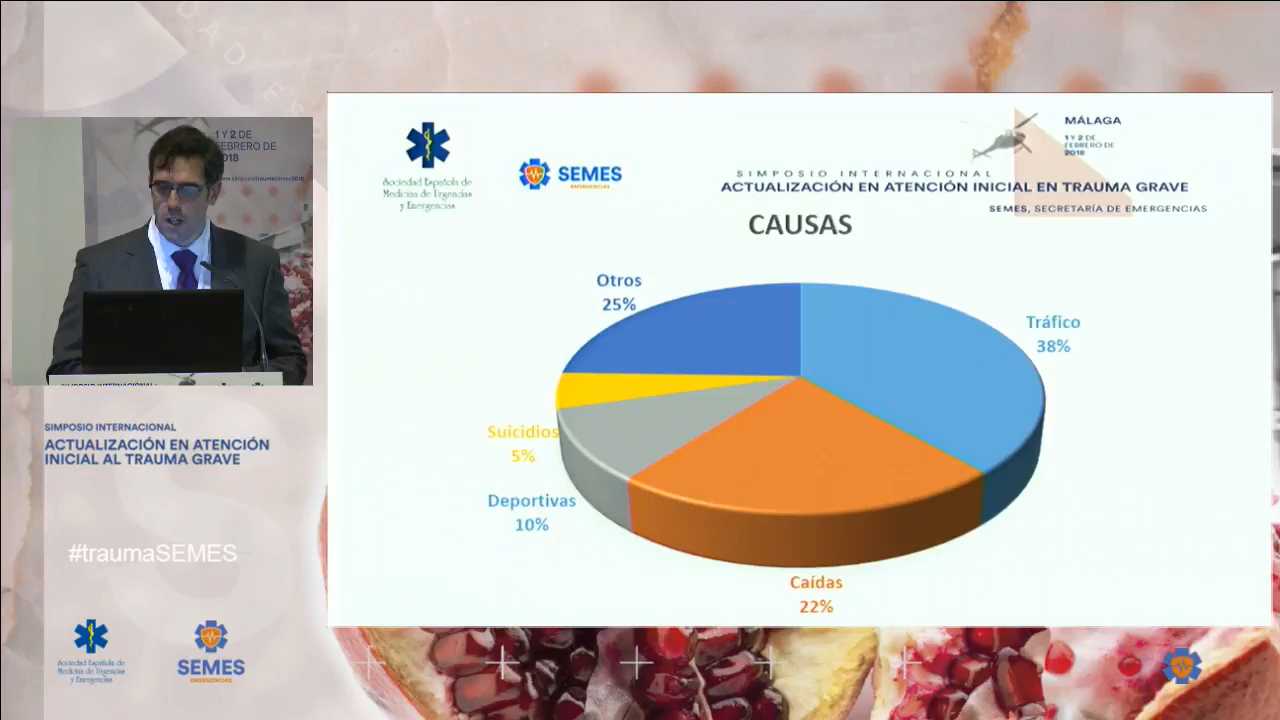 1 Y 2 DE
FEBRERO DE
2018
SIMPOSIO INTERNACIONAL
ACTUALIZACIÓN EN ATENCIÓN
INICIAL AL TRAUMA GRAVE
#traumaSEMES
Sociedad Española de
Medicina de Urgencias
y Emergencias
SEMES
EMERGENCIAS
Sociedad Española de
Medicina de Urgencias
y Emergencias
SEMES
EMERGENCIAS
MÁLAGA
1 Y 2 DE
FEBRERO DE
2018
SIMPOSIO INTERNACIONAL
ACTUALIZACIÓN EN ATENCIÓN INICIAL EN TRAUMA GRAVE
SEMES, SECRETARÍA DE EMERGENCIAS
CAUSAS
Otros
25%
Tráfico
38%
Suicidios
5%
Deportivas
10%
Caídas
22%